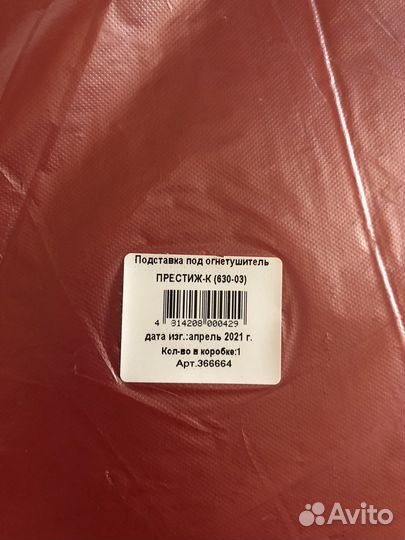 Подставка под огнетушитель
ПРЕСТИЖ-К (630-03)
4 814208 000429
дата изг.:апрель 2021 г.
Кол-во в коробке:1
Арт.366664
Avito